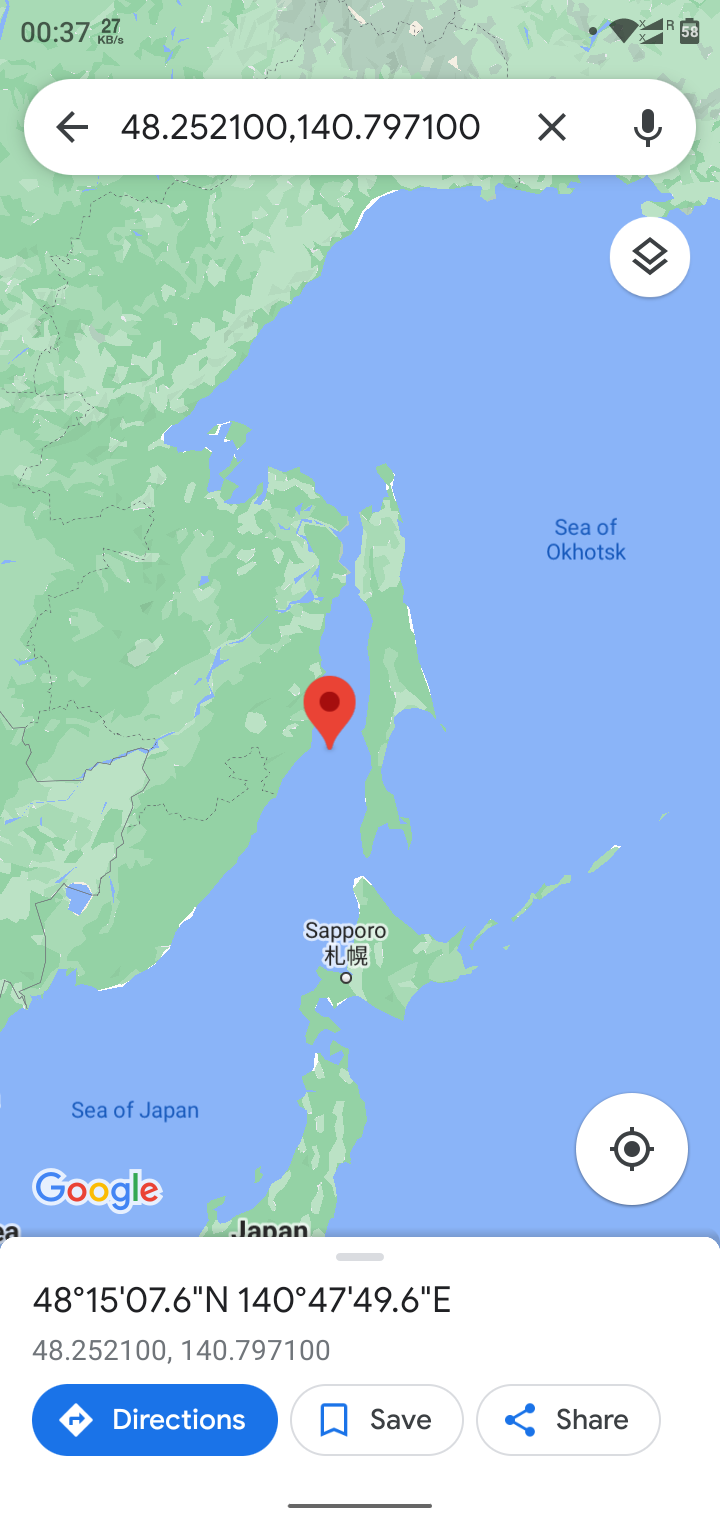 00:37 27 KB/s R 58
48.252100,140.797100
Sea of
Okhotsk
Sapporo
札幌
Sea of Japan
Google
ea Japan
48°15'07.6"N 140°47'49.6"E
48.252100, 140.797100
Directions Save Share